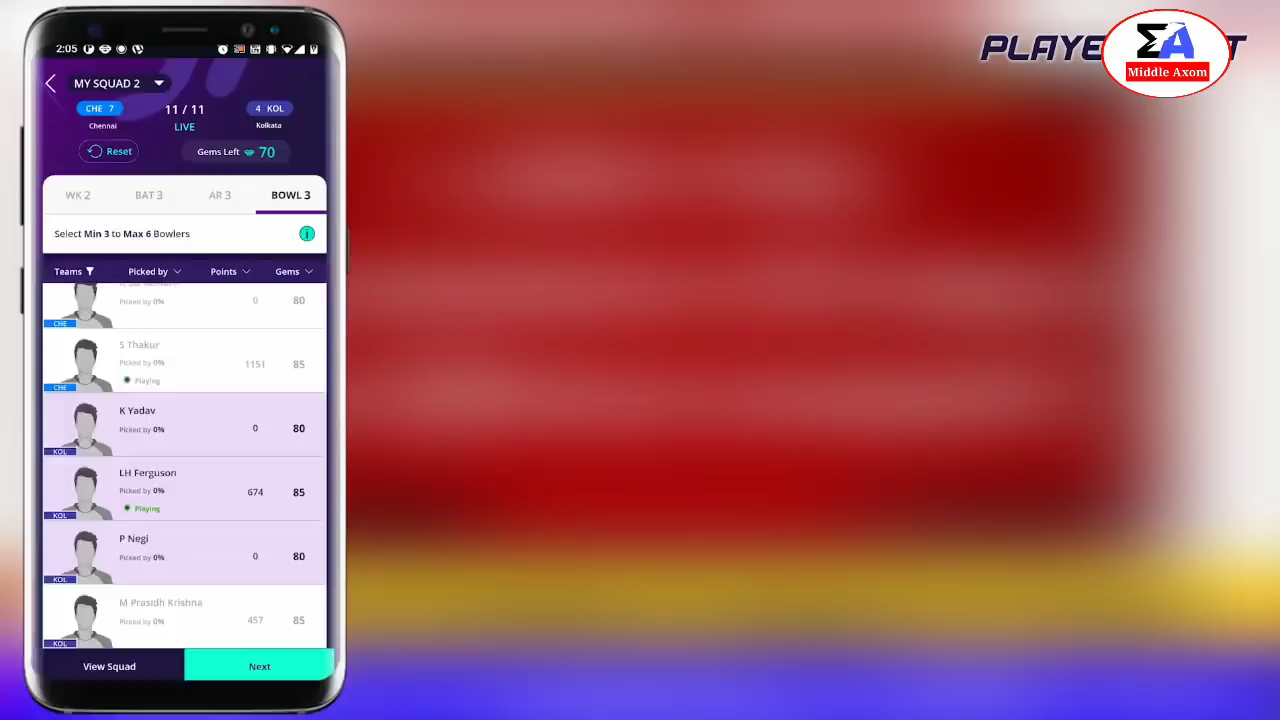 PLAYE
T
ΣA
Middle Axom
2:05
MY SQUAD 2
CHE 7
11 / 11
4 KOL
Chennai
LIVE
Kolkata
Reset
Gems Left 70
WK 2
BAT 3
AR 3
BOWL 3
Select Min 3 to Max 6 Bowlers
i
Teams
Picked by
Points
Gems
Picked by 0%
0
80
CHE
S Thakur
Picked by 0%
1151
85
Playing
CHE
K Yadav
Picked by 0%
0
80
KOL
LH Ferguson
Picked by 0%
674
85
Playing
KOL
P Negi
Picked by 0%
0
80
KOL
M Prasidh Krishna
Picked by 0%
457
85
KOL
View Squad
Next